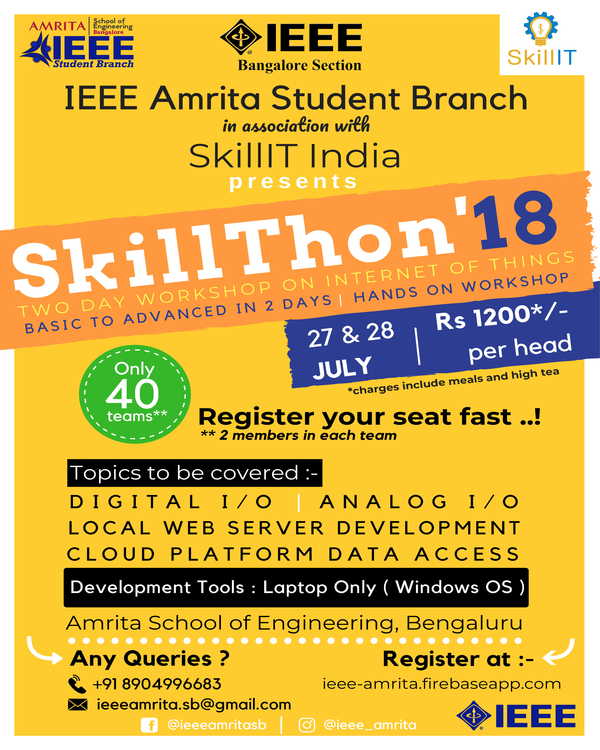 AMRITA School of Engineering Bangalore
IEEE
Student Branch
IEEE
Bangalore Section
SkillIT
IEEE Amrita Student Branch
in association with
SkillIT India
presents
SkillThon'18
TWO DAY WORKSHOP ON INTERNET OF THINGS
BASIC TO ADVANCED IN 2 DAYS | HANDS ON WORKSHOP
27 & 28
JULY
Rs 1200*/-
per head
*charges include meals and high tea
Only
40
teams**
Register your seat fast ..!
** 2 members in each team
Topics to be covered :-
DIGITAL I/O | ANALOG I/O
LOCAL WEB SERVER DEVELOPMENT
CLOUD PLATFORM DATA ACCESS
Development Tools : Laptop Only ( Windows OS )
Amrita School of Engineering, Bengaluru
Any Queries ?
+91 8904996683
ieeeamrita.sb@gmail.com
Register at :-
ieee-amrita.firebaseapp.com
@ieeeamritasb | @ieee_amrita
IEEE